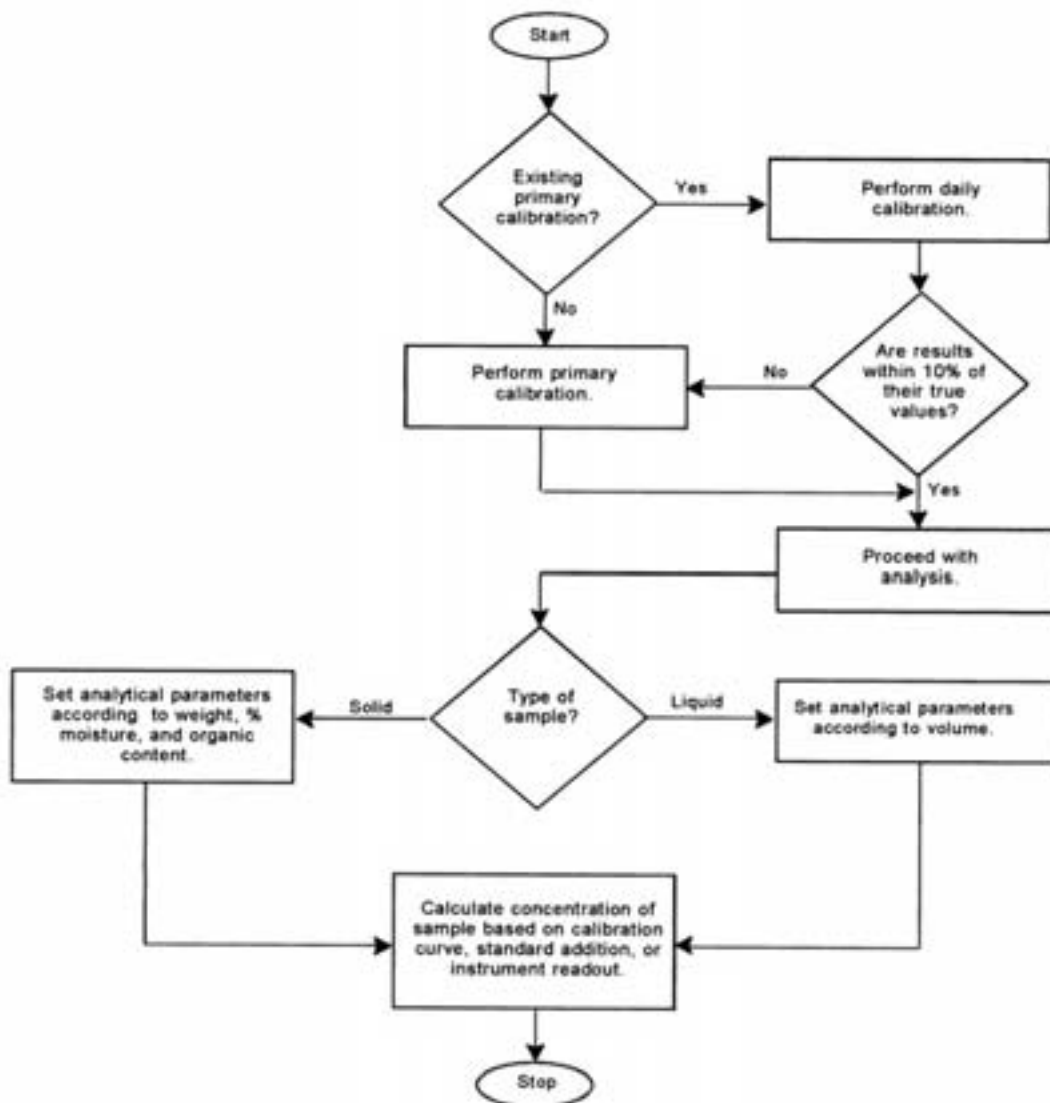 Start
Existing
primary
calibration?
Yes
Perform daily
calibration.
No
Perform primary
calibration.
No
Are results
within 10% of
their true
values?
Yes
Proceed with
analysis.
Type of
sample?
Solid
Set analytical parameters
according to weight, %
moisture, and organic
content.
Liquid
Set analytical parameters
according to volume.
Calculate concentration of
sample based on calibration
curve, standard addition, or
instrument readout.
Stop